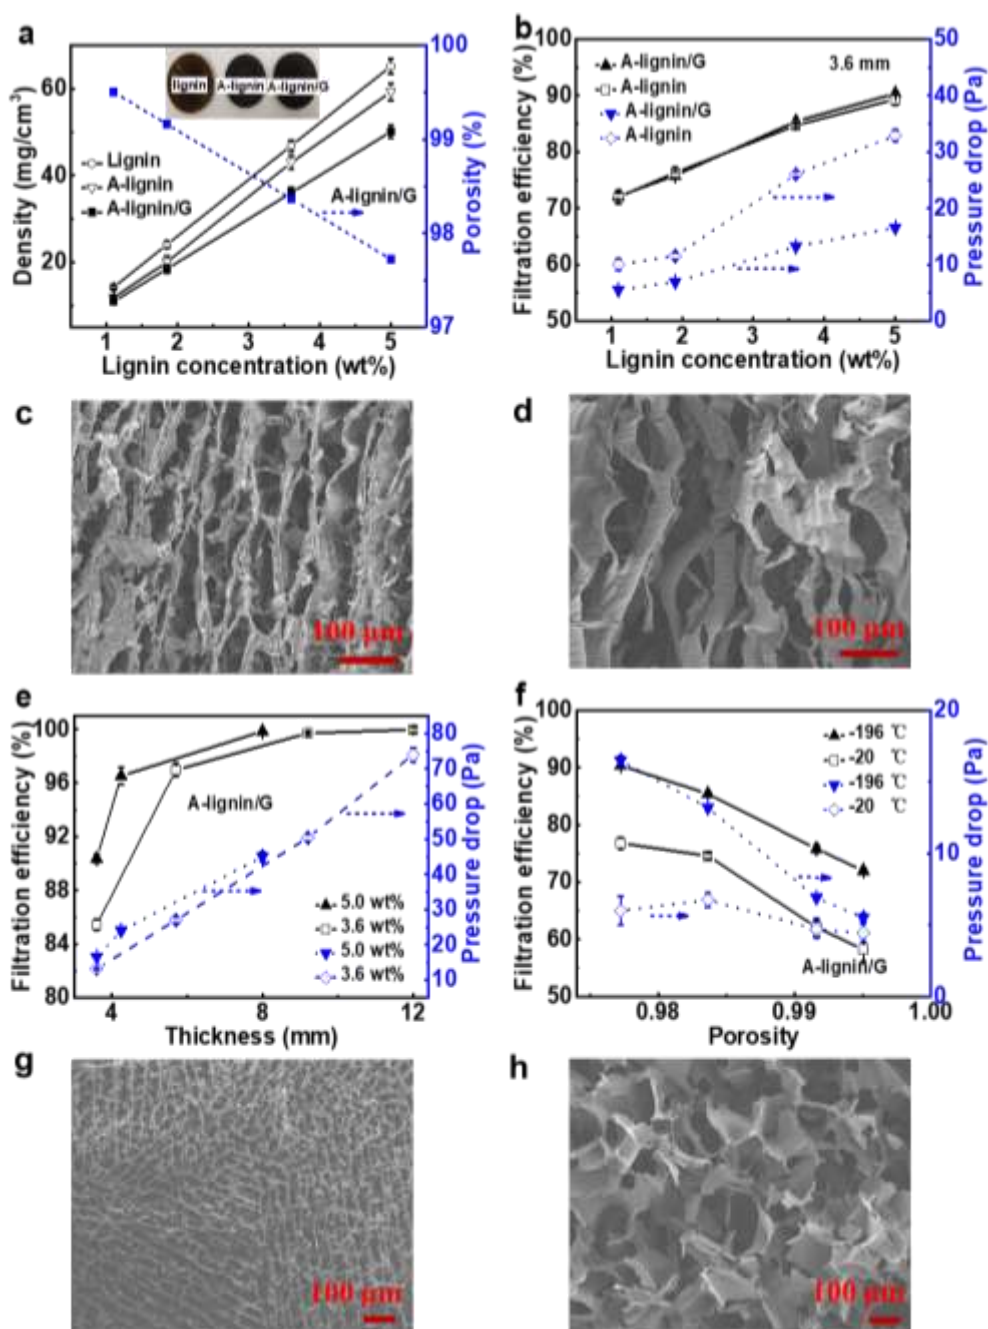 a
Density (mg/cm³)
60
40
20
1
2
3
4
5
Lignin concentration (wt%)
100
99
98
97
Porosity (%)
lignin
A-lignin
A-lignin/G
Lignin
A-lignin
A-lignin/G
A-lignin/G
b
Filtration efficiency (%)
100
90
80
70
60
50
1
2
3
4
5
Lignin concentration (wt%)
50
40
30
20
10
0
Pressure drop (Pa)
A-lignin/G
A-lignin
A-lignin/G
A-lignin
3.6 mm
c
100 μm
d
100 μm
e
Filtration efficiency (%)
100
96
92
88
84
80
4
8
12
Thickness (mm)
80
70
60
50
40
30
20
10
Pressure drop (Pa)
A-lignin/G
5.0 wt%
3.6 wt%
5.0 wt%
3.6 wt%
f
Filtration efficiency (%)
100
90
80
70
60
50
0.98
0.99
1.00
Porosity
20
10
0
Pressure drop (Pa)
-196 ℃
-20 ℃
-196 ℃
-20 ℃
A-lignin/G
g
100 μm
h
100 μm